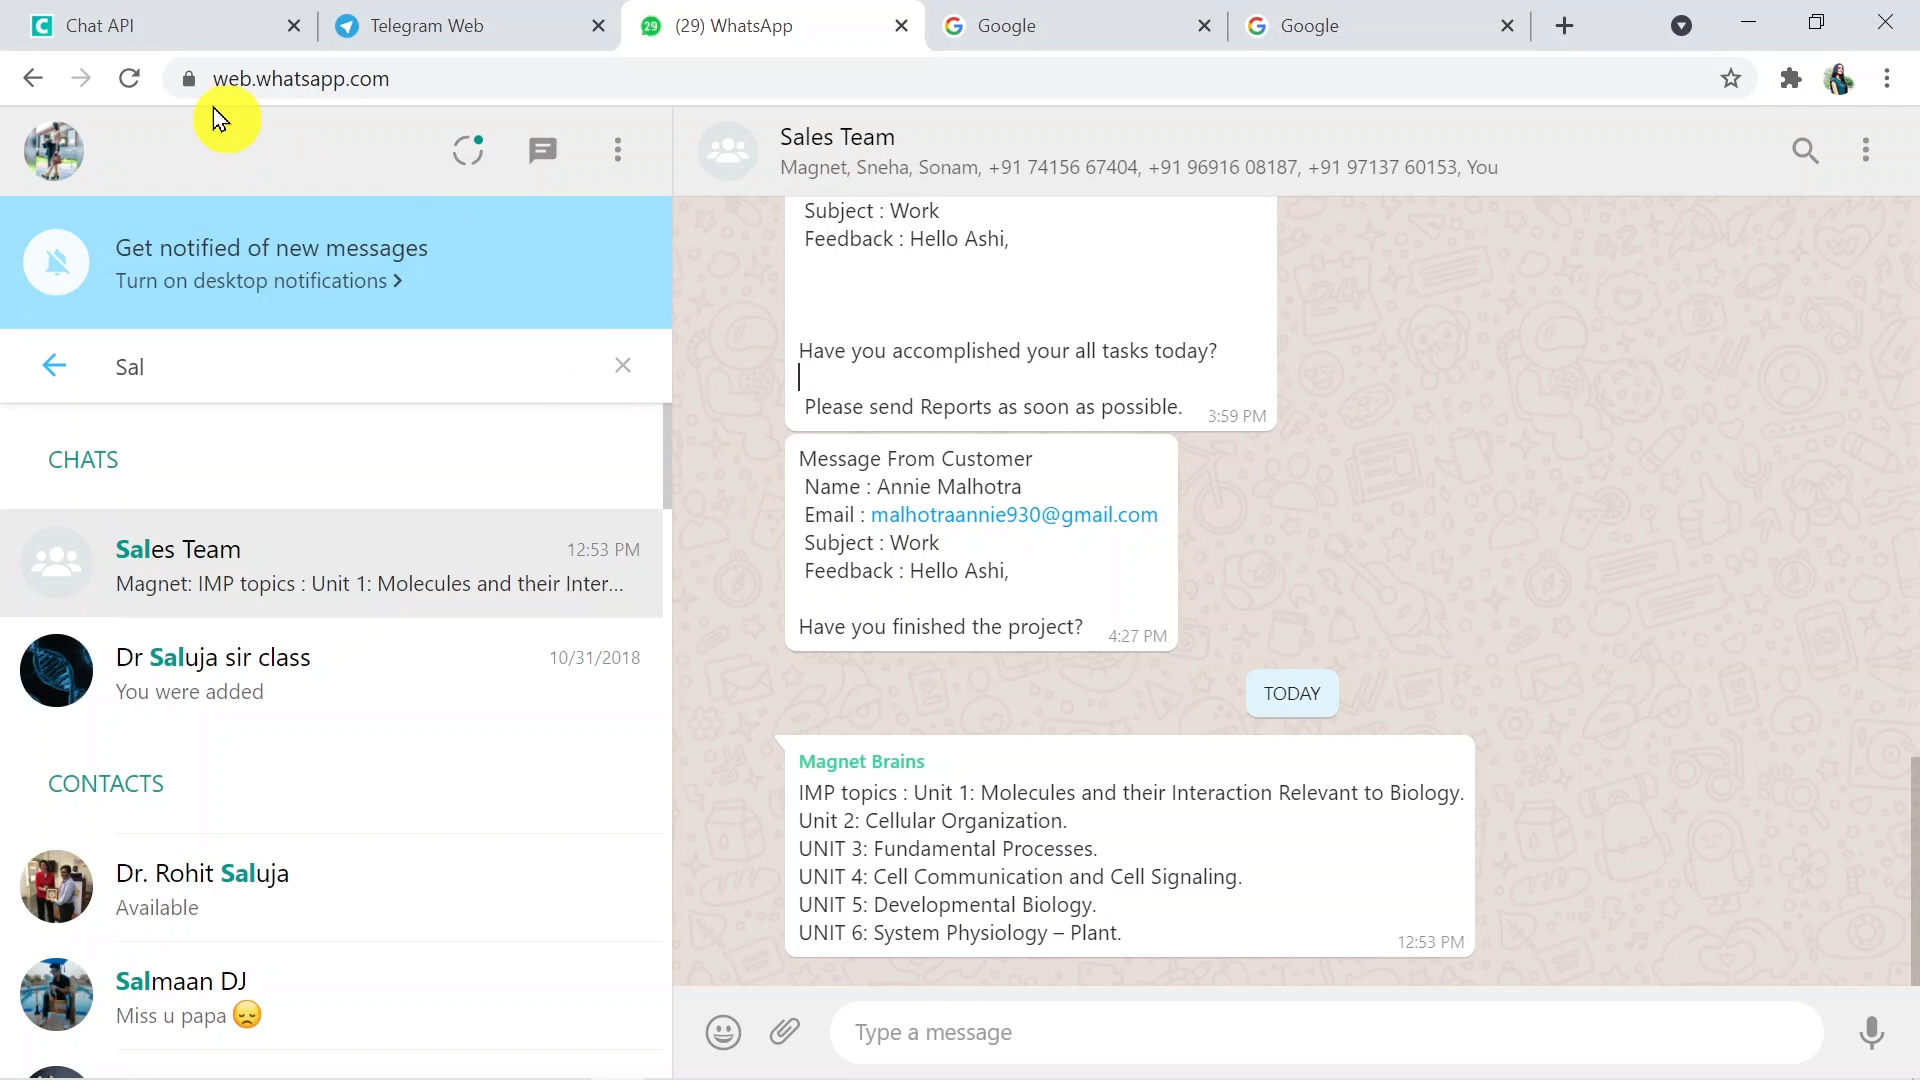 Chat API
Telegram Web
29
(29) WhatsApp
Google
Google
web.whatsapp.com
Get notified of new messages
Turn on desktop notifications >
Sal
CHATS
Sales Team 12:53 PM
Magnet: IMP topics : Unit 1: Molecules and their Inter...
Dr Saluja sir class 10/31/2018
You were added
CONTACTS
Dr. Rohit Saluja
Available
Salmaan DJ
Miss u papa 😞
Sales Team
Magnet, Sneha, Sonam, +91 74156 67404, +91 96916 08187, +91 97137 60153, You
Subject : Work
Feedback : Hello Ashi,
Have you accomplished your all tasks today?
Please send Reports as soon as possible. 3:59 PM
Message From Customer
Name : Annie Malhotra
Email : malhotraannie930@gmail.com
Subject : Work
Feedback : Hello Ashi,
Have you finished the project? 4:27 PM
TODAY
Magnet Brains
IMP topics : Unit 1: Molecules and their Interaction Relevant to Biology.
Unit 2: Cellular Organization.
UNIT 3: Fundamental Processes.
UNIT 4: Cell Communication and Cell Signaling.
UNIT 5: Developmental Biology.
UNIT 6: System Physiology – Plant. 12:53 PM
Type a message